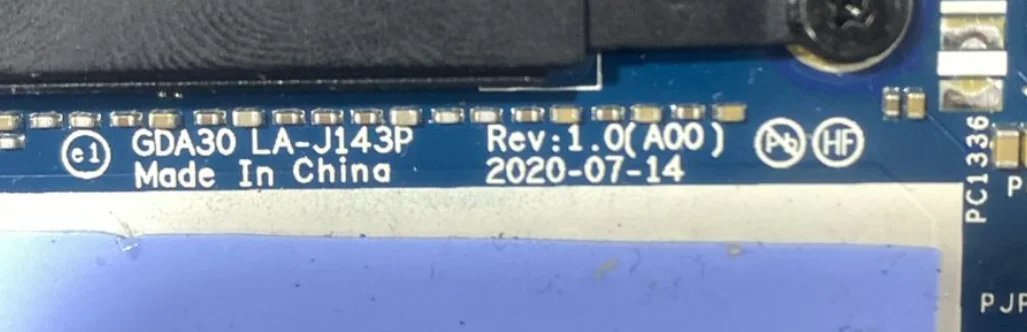 e1 GDA30 LA-J143P Rev:1.0(A00) Pb HF
Made In China 2020-07-14
PC1336
P
PJP